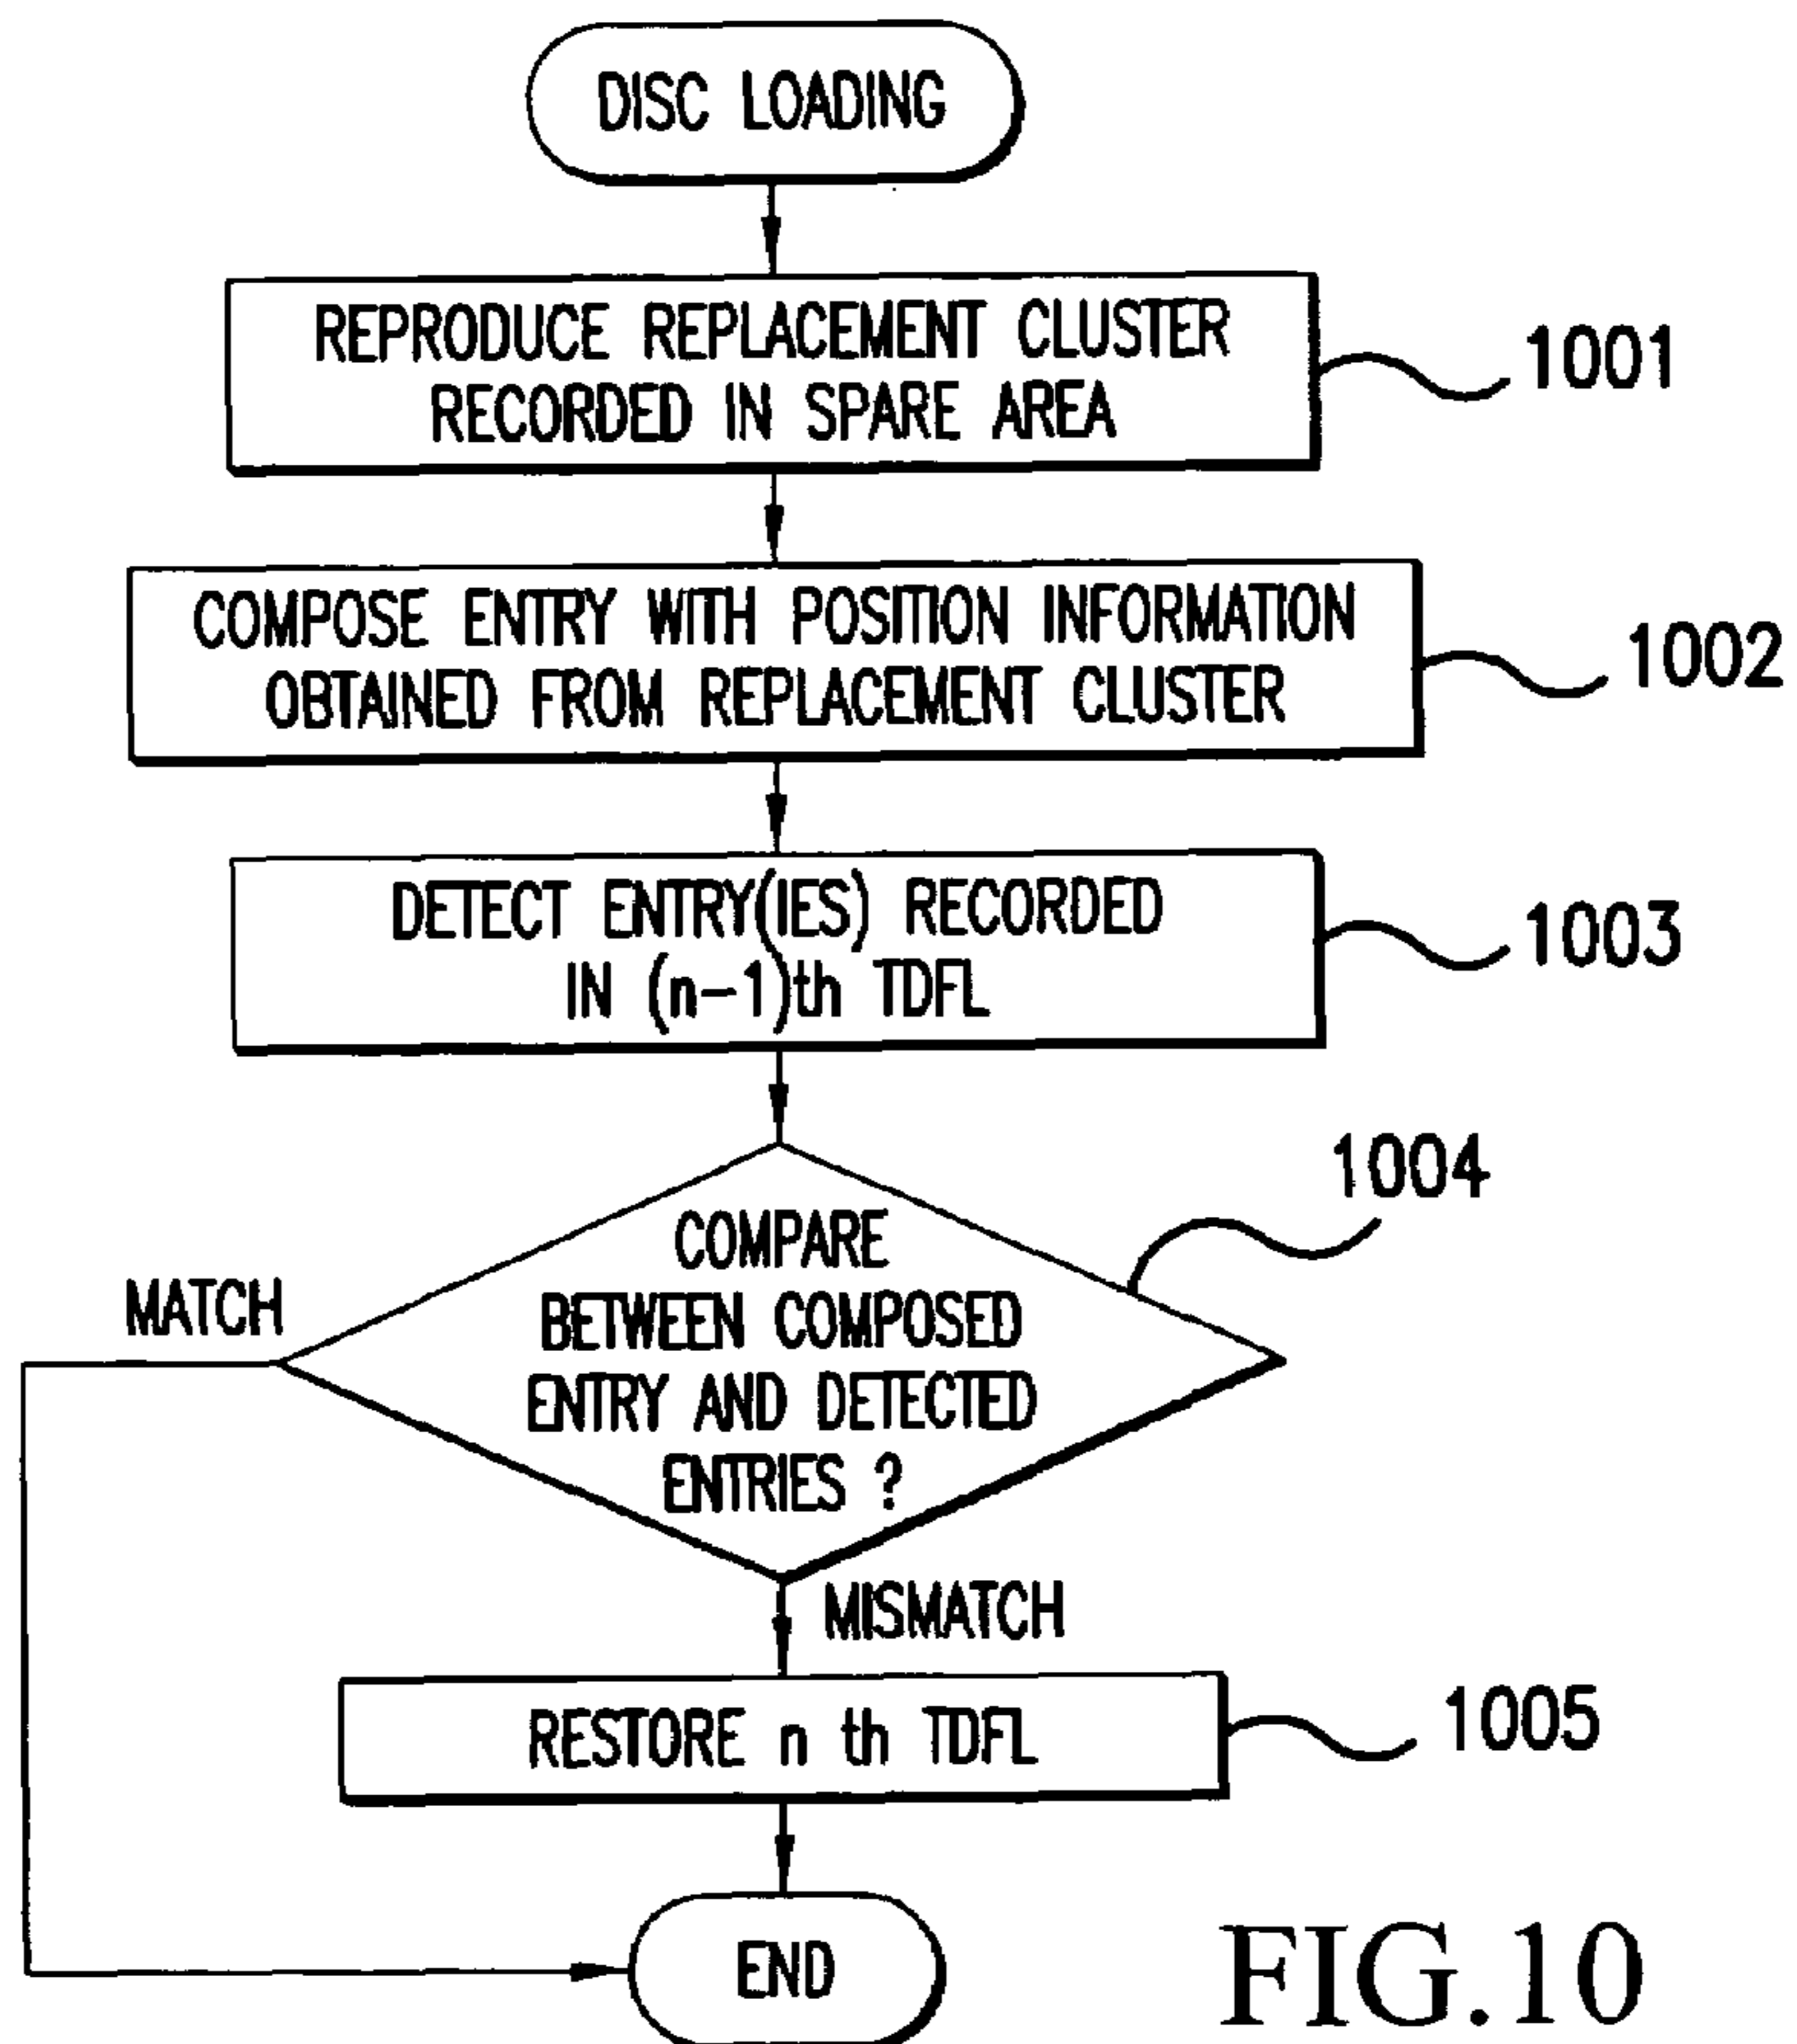 DISC LOADING
REPRODUCE REPLACEMENT CLUSTER
RECORDED IN SPARE AREA
1001
COMPOSE ENTRY WITH POSITION INFORMATION
OBTAINED FROM REPLACEMENT CLUSTER
1002
DETECT ENTRY(IES) RECORDED
IN (n-1)th TDFL
1003
1004
COMPARE
BETWEEN COMPOSED
ENTRY AND DETECTED
ENTRIES ?
MATCH
MISMATCH
RESTORE n th TDFL
1005
END
FIG.10